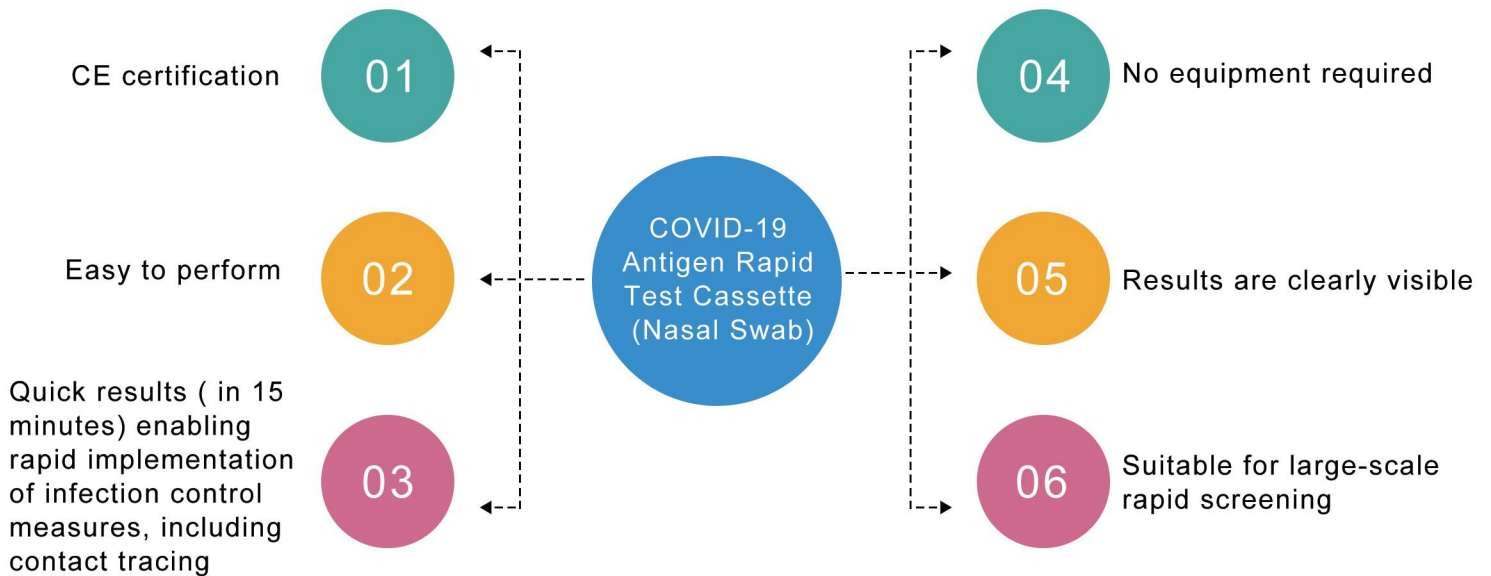 CE certification
01
Easy to perform
02
Quick results ( in 15
minutes) enabling
rapid implementation
of infection control
measures, including
contact tracing
03
COVID-19
Antigen Rapid
Test Cassette
(Nasal Swab)
04
No equipment required
05
Results are clearly visible
06
Suitable for large-scale
rapid screening